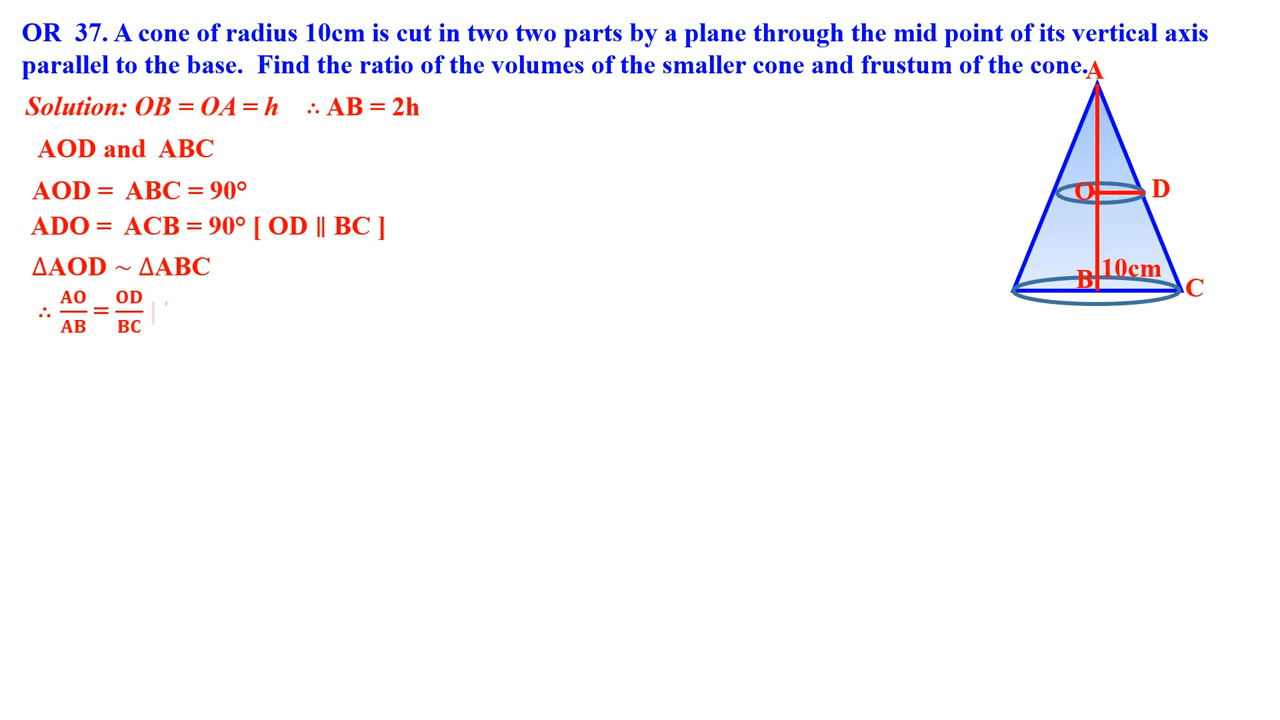 OR 37. A cone of radius 10cm is cut in two two parts by a plane through the mid point of its vertical axis
parallel to the base. Find the ratio of the volumes of the smaller cone and frustum of the cone.
Solution: OB = OA = h ∴ AB = 2h
AOD and ABC
AOD = ABC = 90°
ADO = ACB = 90° [ OD ∥ BC ]
ΔAOD ~ ΔABC
∴ AO/AB = OD/BC
A
O
D
B
10cm
C